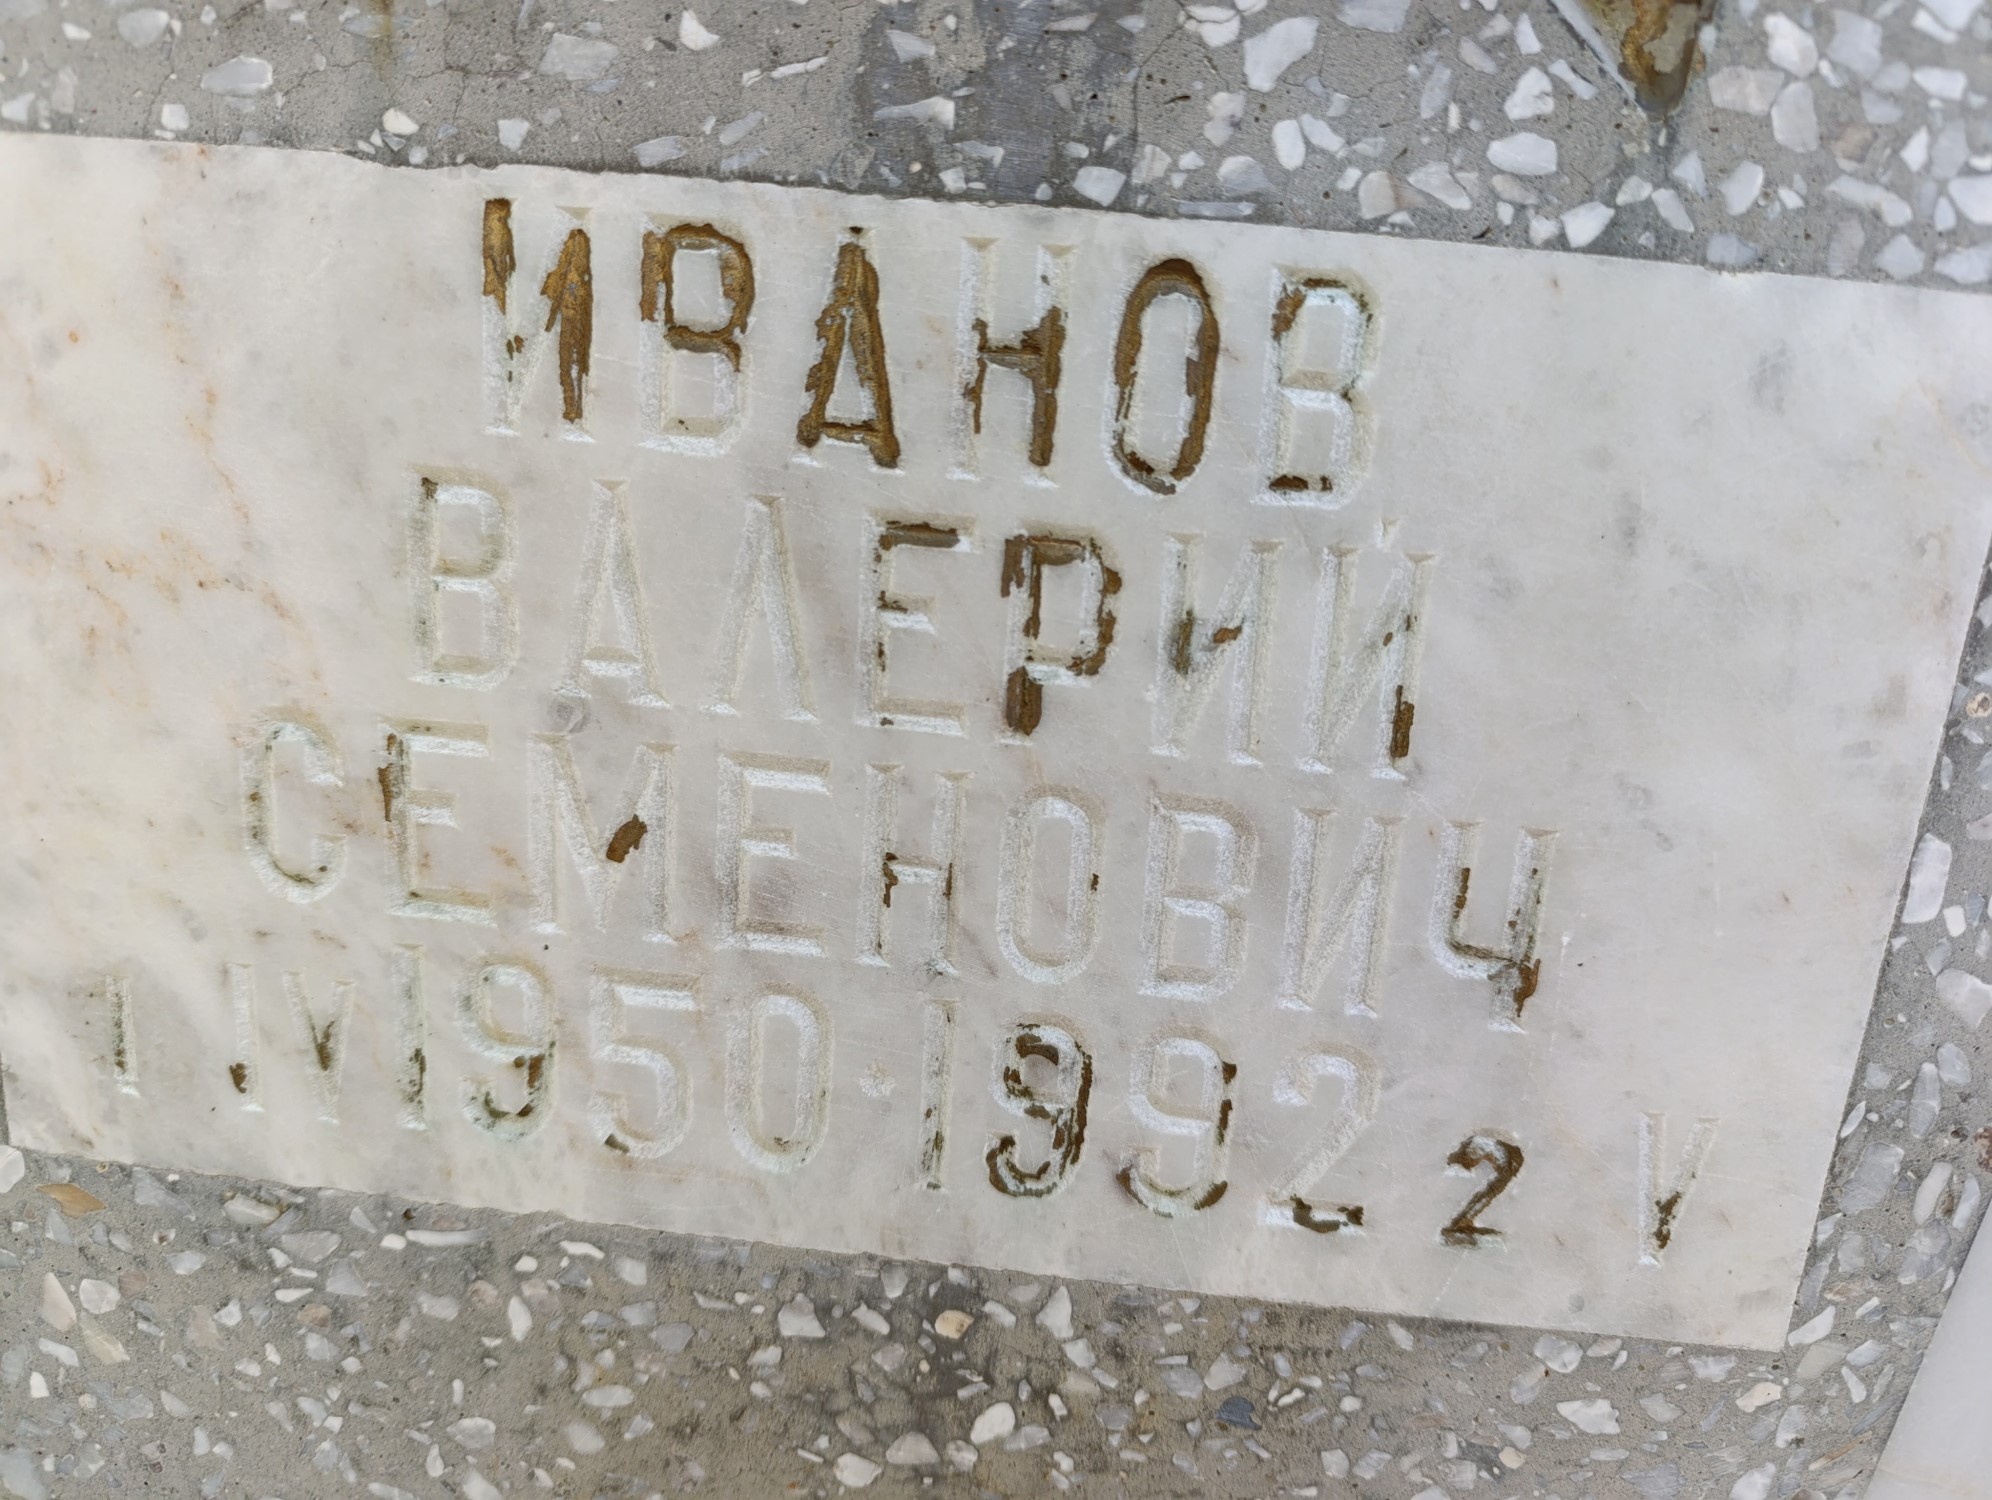 ИВАНОВ
ВАЛЕРИЙ
СЕМЕНОВИЧ
1 IV 1950·1992 2 V